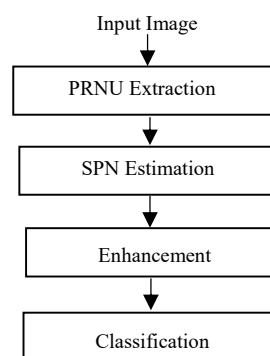 Input Image
PRNU Extraction
SPN Estimation
Enhancement
Classification